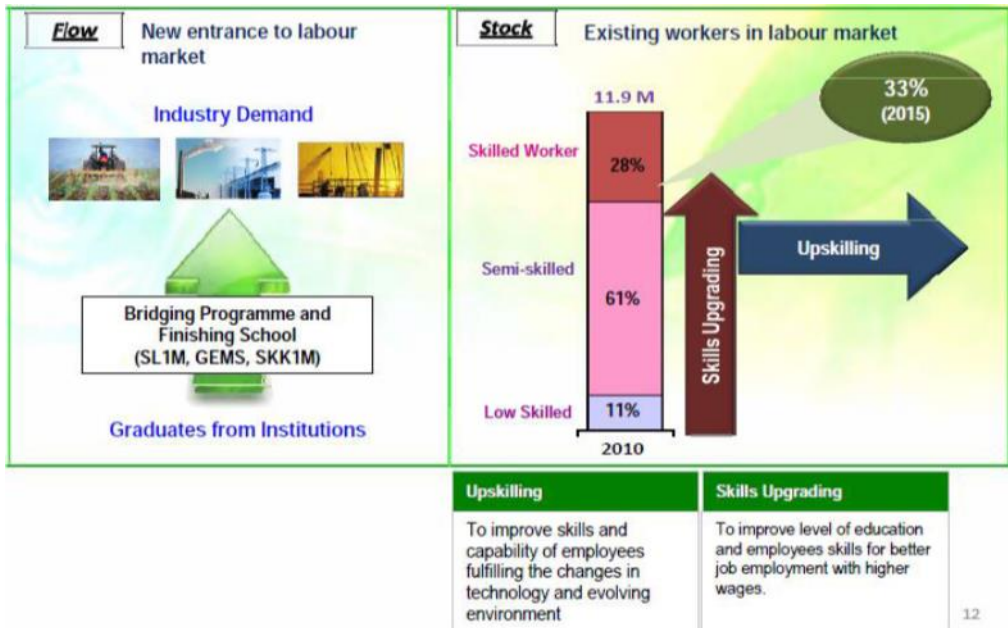 Flow
New entrance to labour
market
Industry Demand
Bridging Programme and
Finishing School
(SL1M, GEMS, SKK1M)
Graduates from Institutions
Stock
Existing workers in labour market
33%
(2015)
11.9 M
Skilled Worker
28%
Semi-skilled
61%
Low Skilled
11%
2010
Skills Upgrading
Upskilling
Upskilling
To improve skills and
capability of employees
fulfilling the changes in
technology and evolving
environment
Skills Upgrading
To improve level of education
and employees skills for better
job employment with higher
wages.
12